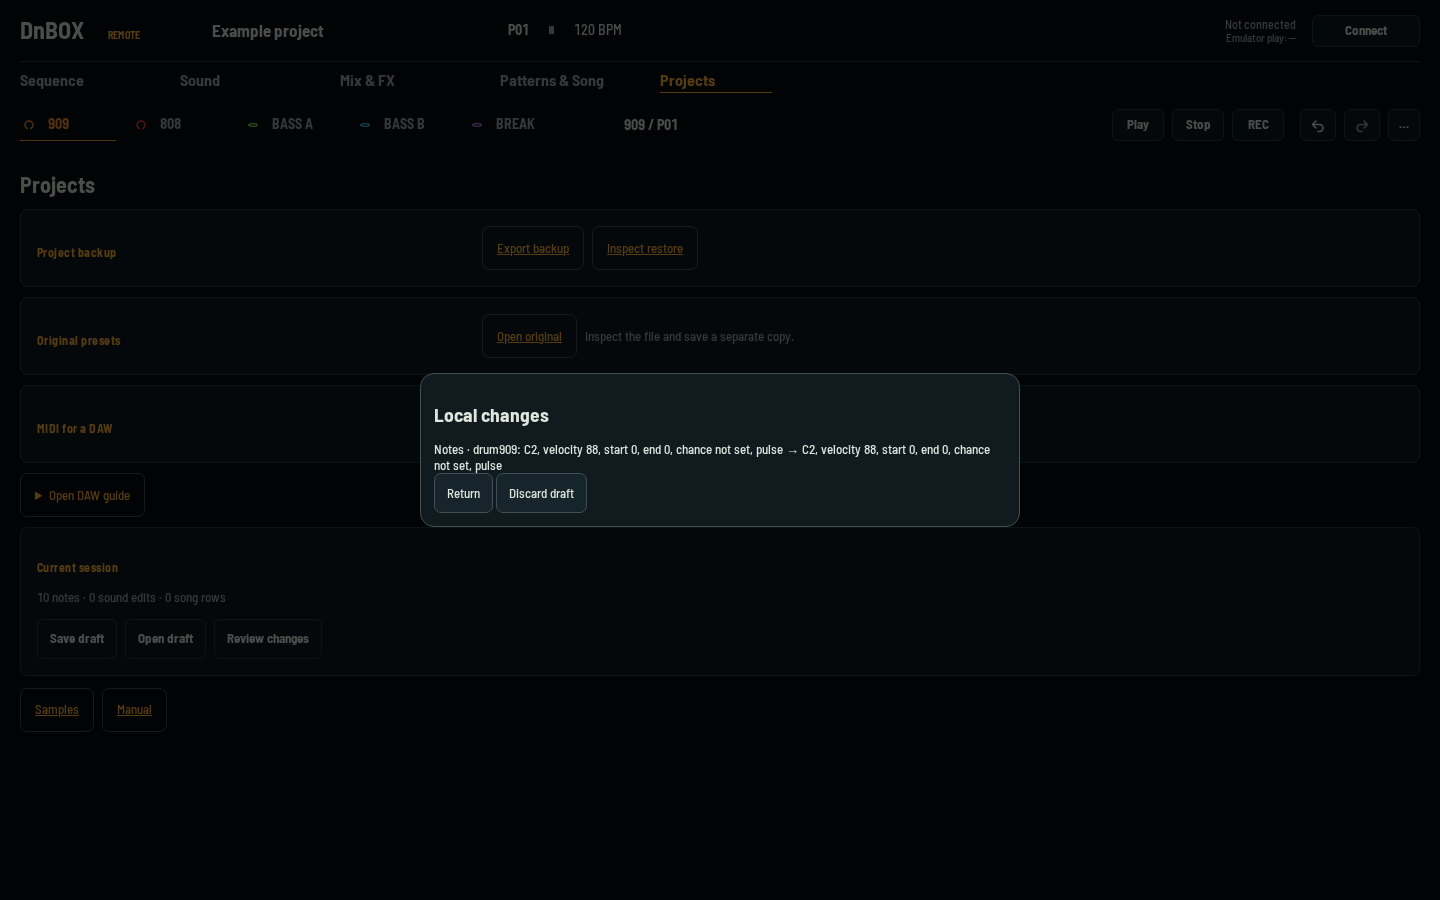 DnBOX REMOTE Example project P01 120 BPM Not connected
Emulator play: – Connect
Sequence Sound Mix & FX Patterns & Song Projects
909 808 BASS A BASS B BREAK 909 / P01 Play Stop REC ...
Projects
Project backup Export backup Inspect restore
Original presets Open original Inspect the file and save a separate copy.
MIDI for a DAW
Local changes
Notes · drum909: C2, velocity 88, start 0, end 0, chance not set, pulse → C2, velocity 88, start 0, end 0, chance
not set, pulse
Return Discard draft
Open DAW guide
Current session
10 notes · 0 sound edits · 0 song rows
Save draft Open draft Review changes
Samples Manual